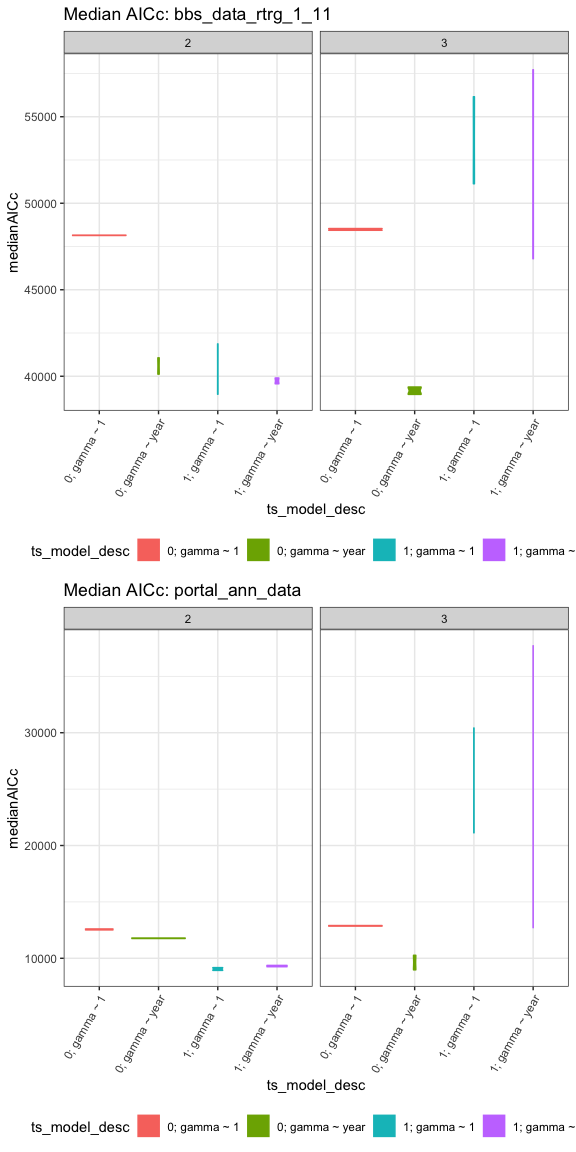 Median AICc: bbs_data_rtrg_1_11
2 3
55000
50000
45000
40000
medianAICc
0; gamma ~ 1 0; gamma ~ year 1; gamma ~ 1 1; gamma ~ year 0; gamma ~ 1 0; gamma ~ year 1; gamma ~ 1 1; gamma ~ year
ts_model_desc
ts_model_desc 0; gamma ~ 1 0; gamma ~ year 1; gamma ~ 1 1; gamma ~
Median AICc: portal_ann_data
2 3
30000
20000
10000
medianAICc
0; gamma ~ 1 0; gamma ~ year 1; gamma ~ 1 1; gamma ~ year 0; gamma ~ 1 0; gamma ~ year 1; gamma ~ 1 1; gamma ~ year
ts_model_desc
ts_model_desc 0; gamma ~ 1 0; gamma ~ year 1; gamma ~ 1 1; gamma ~